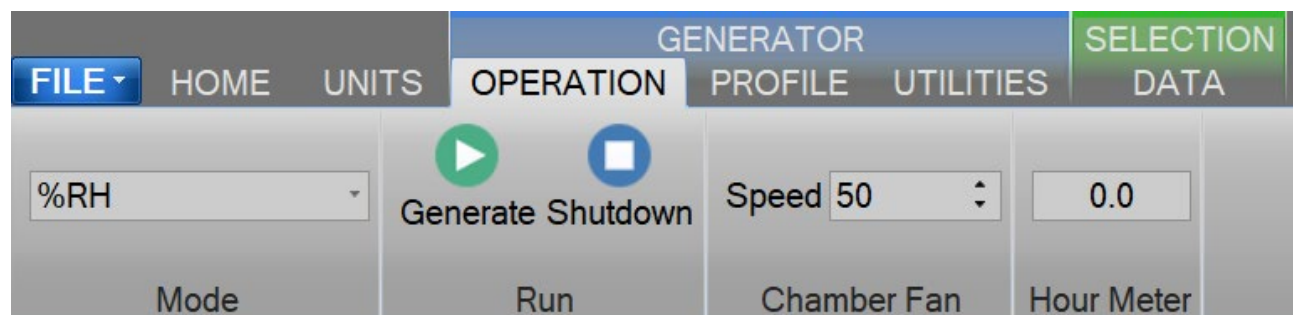 GENERATOR SELECTION
FILE HOME UNITS OPERATION PROFILE UTILITIES DATA
%RH Generate Shutdown Speed 50 0.0
Mode Run Chamber Fan Hour Meter